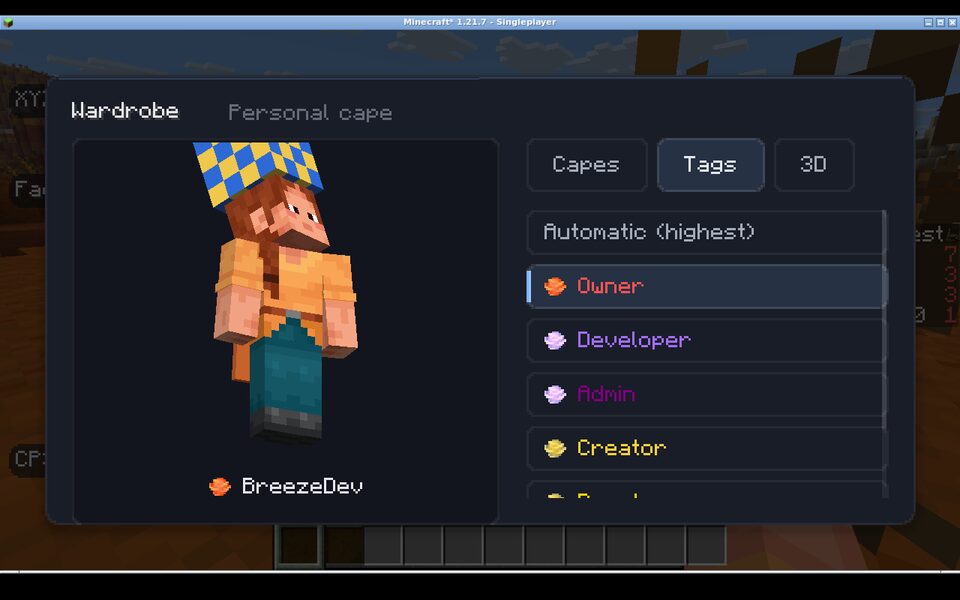 Minecraft* 1.21.7 - Singleplayer
Wardrobe
Personal cape
Capes
Tags
3D
Automatic (highest)
Owner
Developer
Admin
Creator
BreezeDev